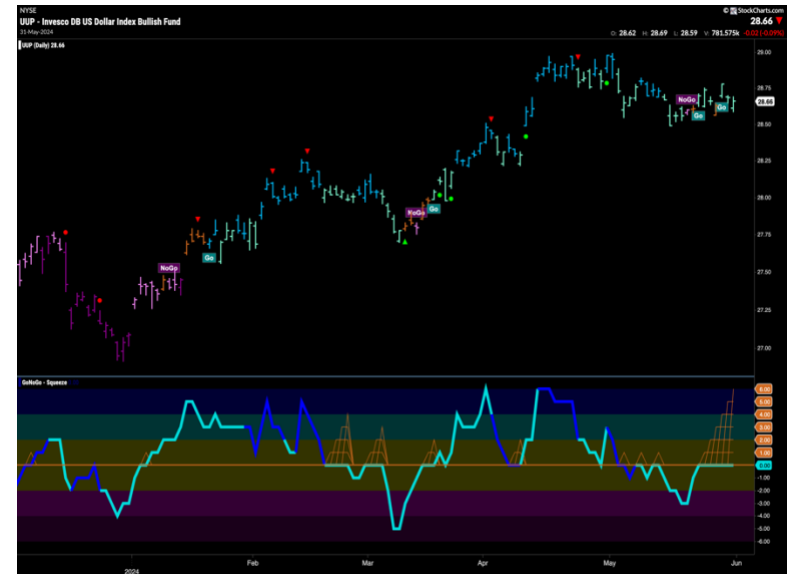 NYSE
© StockCharts.com
UUP - Invesco DB US Dollar Index Bullish Fund
28.66
31-May-2024
O: 28.62 H: 28.69 L: 28.59 V: 781.575k -0.02 (-0.09%)
UUP (Daily) 28.66
29.00
28.75
28.66
28.50
28.25
28.00
27.75
27.50
27.25
27.00
NoGo
Go
NoGo
Go
NoGo
Go
Go
GoNoGo - Squeeze
6.00
5.00
4.00
3.00
2.00
1.00
0.00
-1.00
-2.00
-3.00
-4.00
-5.00
-6.00
2024
Feb
Mar
Apr
May
Jun